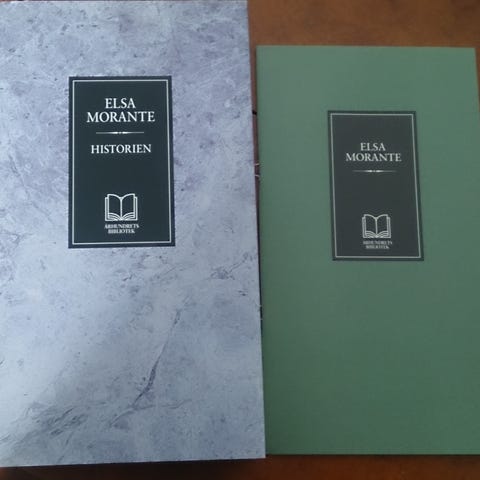 ELSA
MORANTE
HISTORIEN
ÅRHUNDRETS
BIBLIOTEK
ELSA
MORANTE
ÅRHUNDRETS
BIBLIOTEK